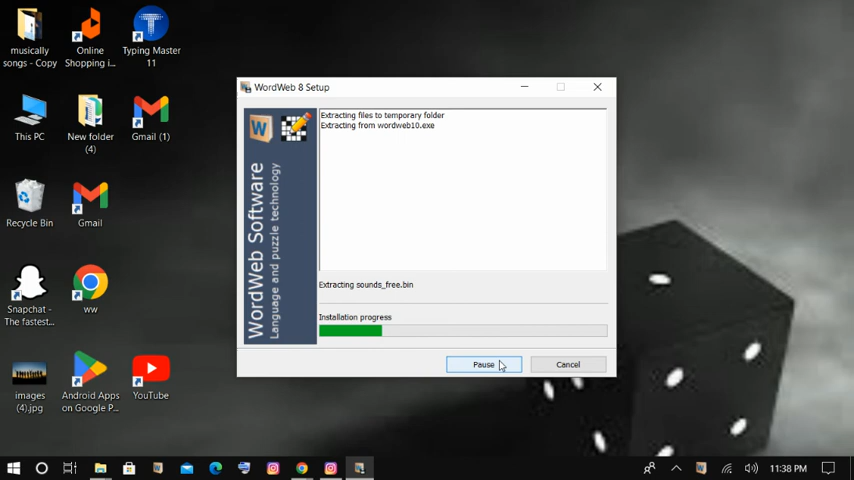 musically
songs - Copy
Online
Shopping i...
Typing Master
11
This PC
New folder
(4)
Gmail (1)
Recycle Bin
Gmail
Snapchat -
The fastest...
ww
images
(4).jpg
Android Apps
on Google P...
YouTube
WordWeb 8 Setup
W
WordWeb Software
Language and puzzle technology
Extracting files to temporary folder
Extracting from wordweb10.exe
Extracting sounds_free.bin
Installation progress
Pause
Cancel
11:38 PM